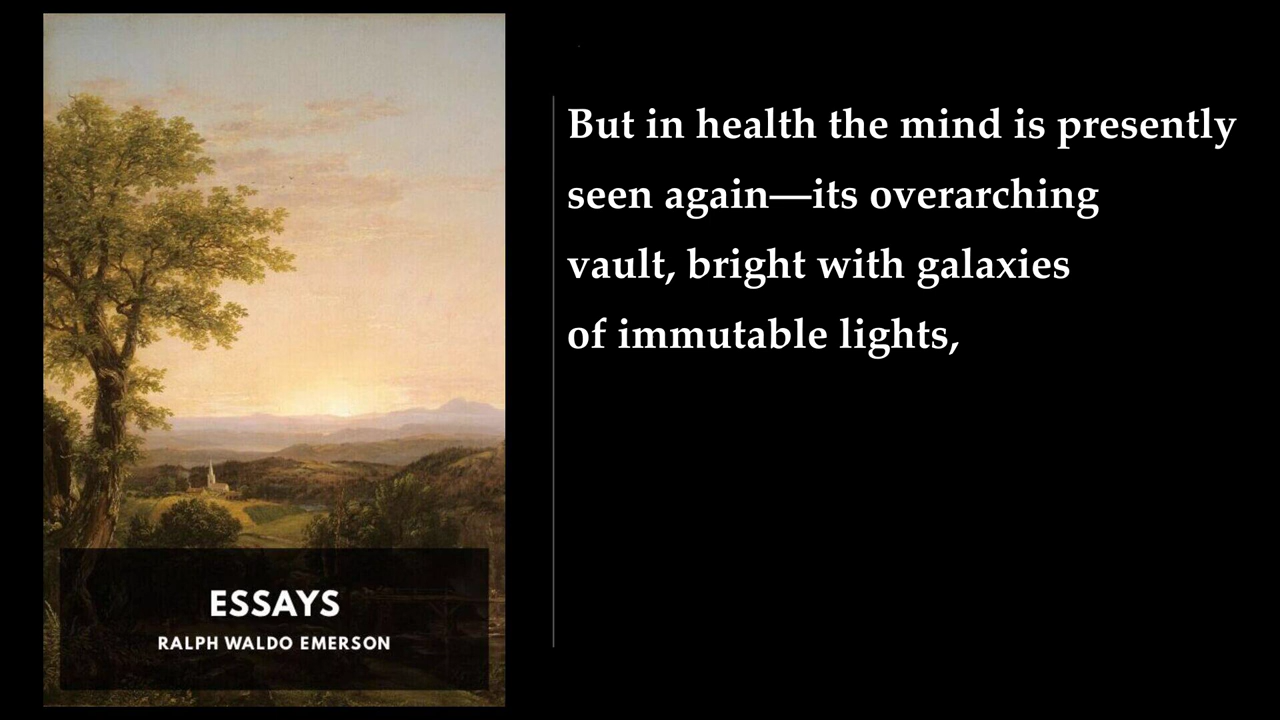 ESSAYS
RALPH WALDO EMERSON
But in health the mind is presently
seen again—its overarching
vault, bright with galaxies
of immutable lights,